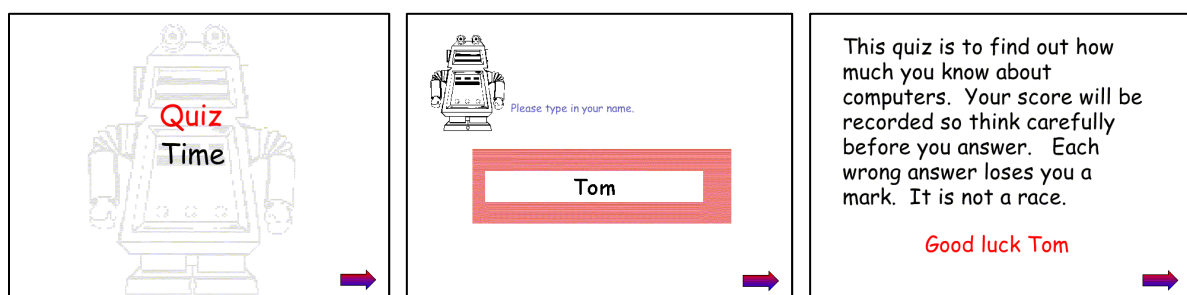 Quiz
Time
Please type in your name.
Tom
This quiz is to find out how
much you know about
computers.  Your score will be
recorded so think carefully
before you answer.   Each
wrong answer loses you a
mark.  It is not a race.
Good luck Tom